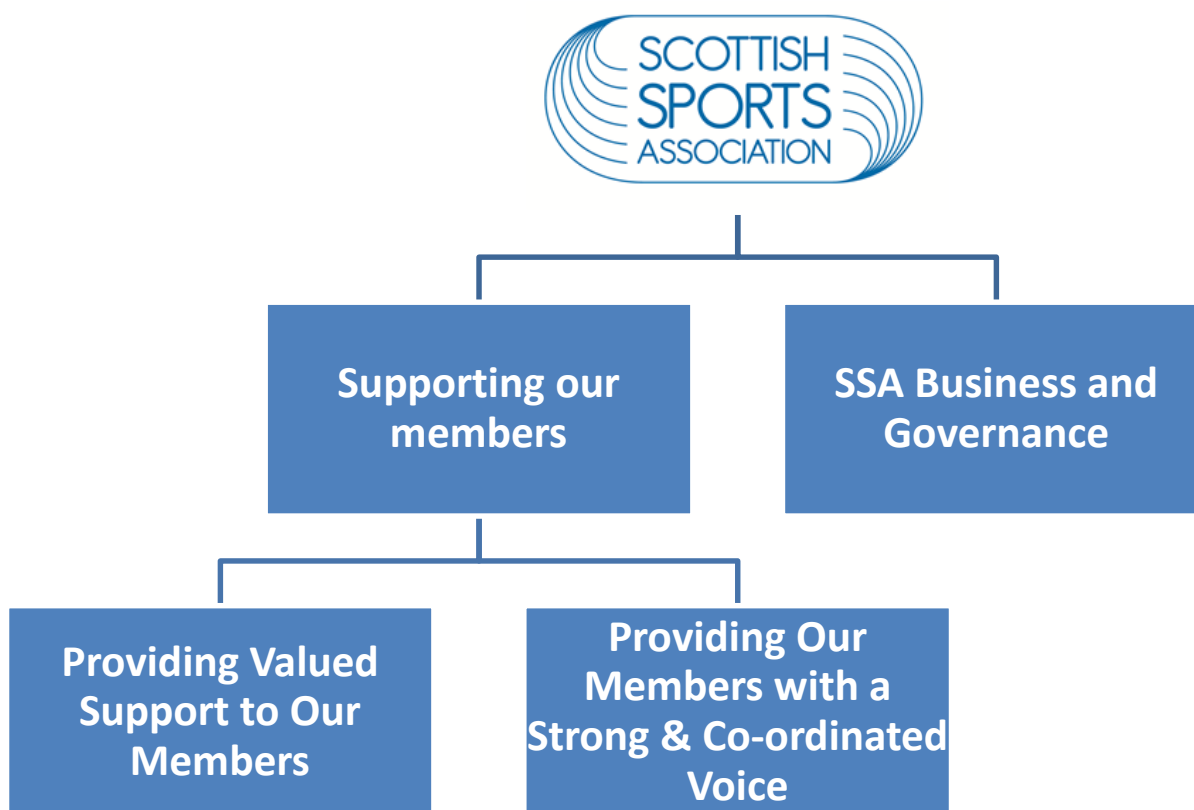 SCOTTISH
SPORTS
ASSOCIATION
Supporting our
members
SSA Business and
Governance
Providing Valued
Support to Our
Members
Providing Our
Members with a
Strong & Co-ordinated
Voice